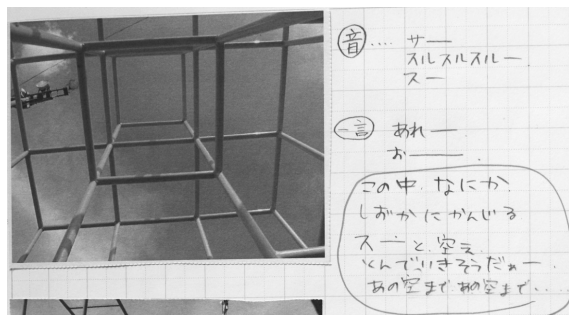 音.... サー
スルスルスルー
スー
一言 あれー
おー
この中、なにか、
しずかにかんじる
スーと、空え、
とんでいきそうだぁー。
あの空まで、あの空まで.....